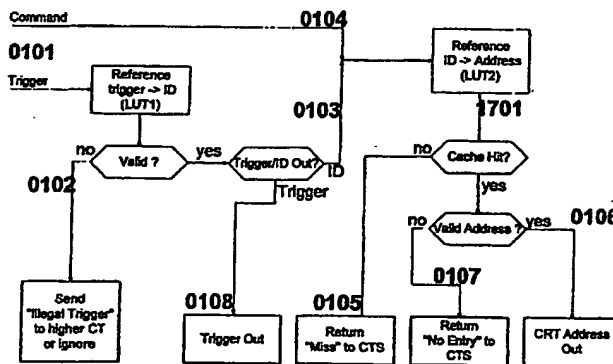 Command
0104
0101
Trigger
Reference
trigger -> ID
(LUT1)
Reference
ID -> Address
(LUT2)
0103
1701
no
Valid ?
yes
Trigger/ID Out?
ID
Trigger
no
Cache Hit?
yes
0102
no
Valid Address ?
yes
0106
0107
0108
0105
Send
"Illegal Trigger"
to higher CT
or Ignore
Trigger Out
Return
"Miss" to CTS
Return
"No Entry" to
CTS
CRT Address
Out